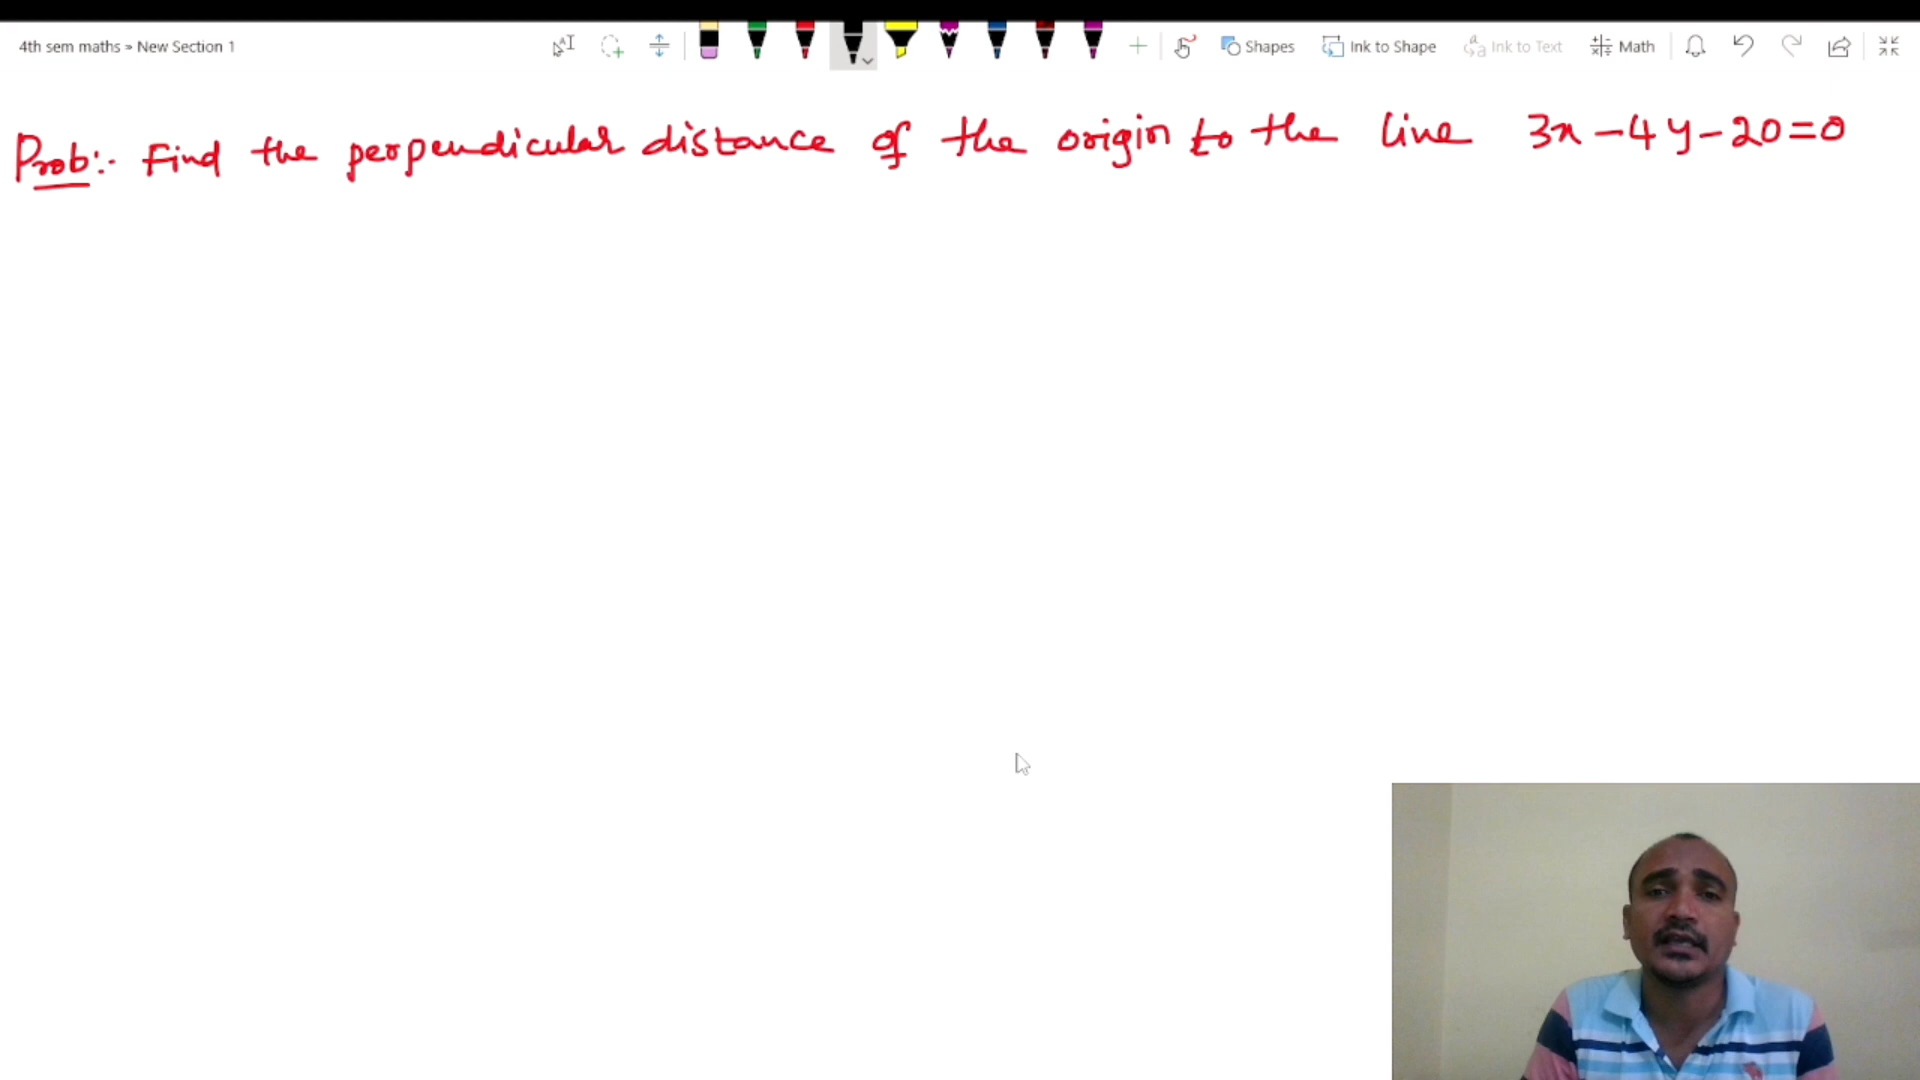 4th sem maths » New Section 1
Shapes
Ink to Shape
Ink to Text
Math
Prob:- Find the perpendicular distance of the origin to the line 3x-4y-20=0